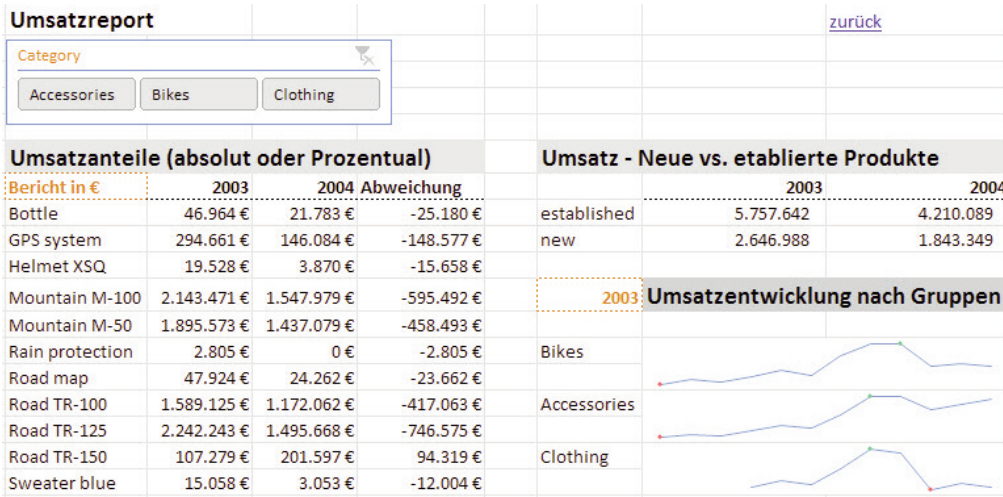 Umsatzreport
zurück
Category
Accessories Bikes Clothing
Umsatzanteile (absolut oder Prozentual)
Bericht in € 2003 2004 Abweichung
Bottle 46.964 € 21.783 € -25.180 €
GPS system 294.661 € 146.084 € -148.577 €
Helmet XSQ 19.528 € 3.870 € -15.658 €
Mountain M-100 2.143.471 € 1.547.979 € -595.492 €
Mountain M-50 1.895.573 € 1.437.079 € -458.493 €
Rain protection 2.805 € 0 € -2.805 €
Road map 47.924 € 24.262 € -23.662 €
Road TR-100 1.589.125 € 1.172.062 € -417.063 €
Road TR-125 2.242.243 € 1.495.668 € -746.575 €
Road TR-150 107.279 € 201.597 € 94.319 €
Sweater blue 15.058 € 3.053 € -12.004 €
Umsatz - Neue vs. etablierte Produkte
2003 2004
established 5.757.642 4.210.089
new 2.646.988 1.843.349
2003 Umsatzentwicklung nach Gruppen
Bikes
Accessories
Clothing